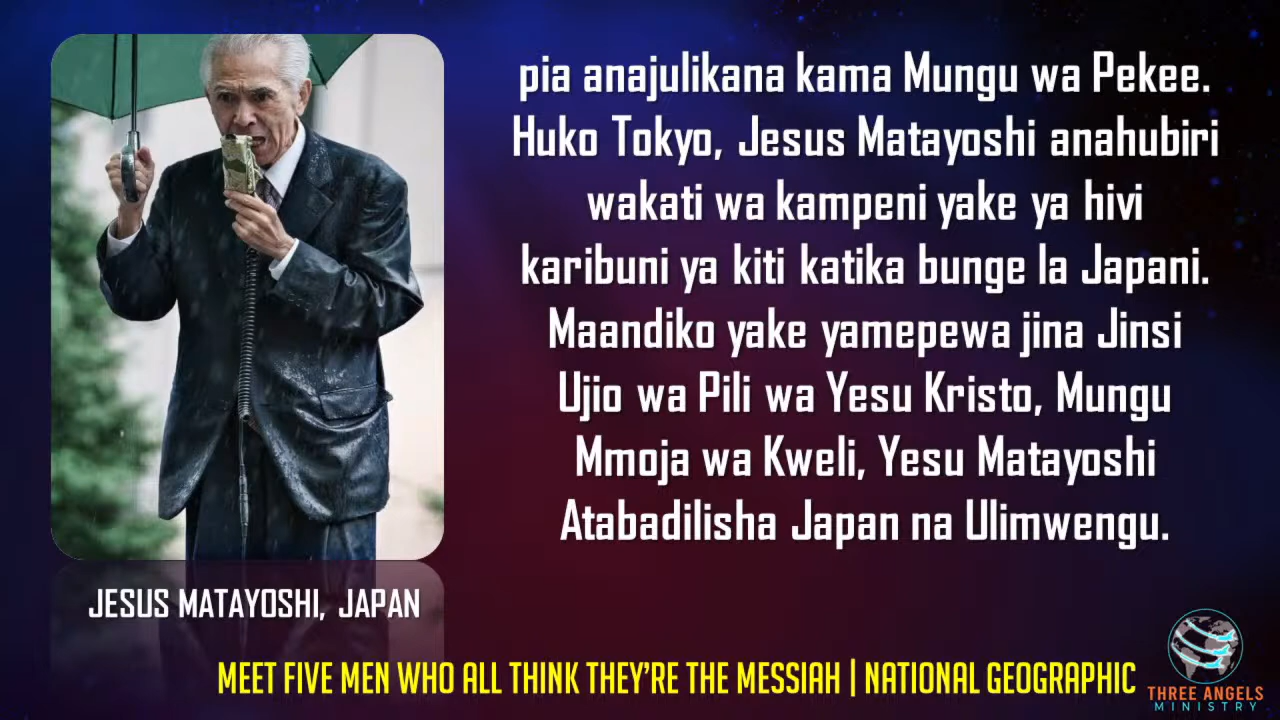 pia anajulikana kama Mungu wa Pekee.
Huko Tokyo, Jesus Matayoshi anahubiri
wakati wa kampeni yake ya hivi
karibuni ya kiti katika bunge la Japani.
Maandiko yake yamepewa jina Jinsi
Ujio wa Pili wa Yesu Kristo, Mungu
Mmoja wa Kweli, Yesu Matayoshi
Atabadilisha Japan na Ulimwengu.
JESUS MATAYOSHI, JAPAN
MEET FIVE MEN WHO ALL THINK THEY'RE THE MESSIAH | NATIONAL GEOGRAPHIC
THREE ANGELS
MINISTRY